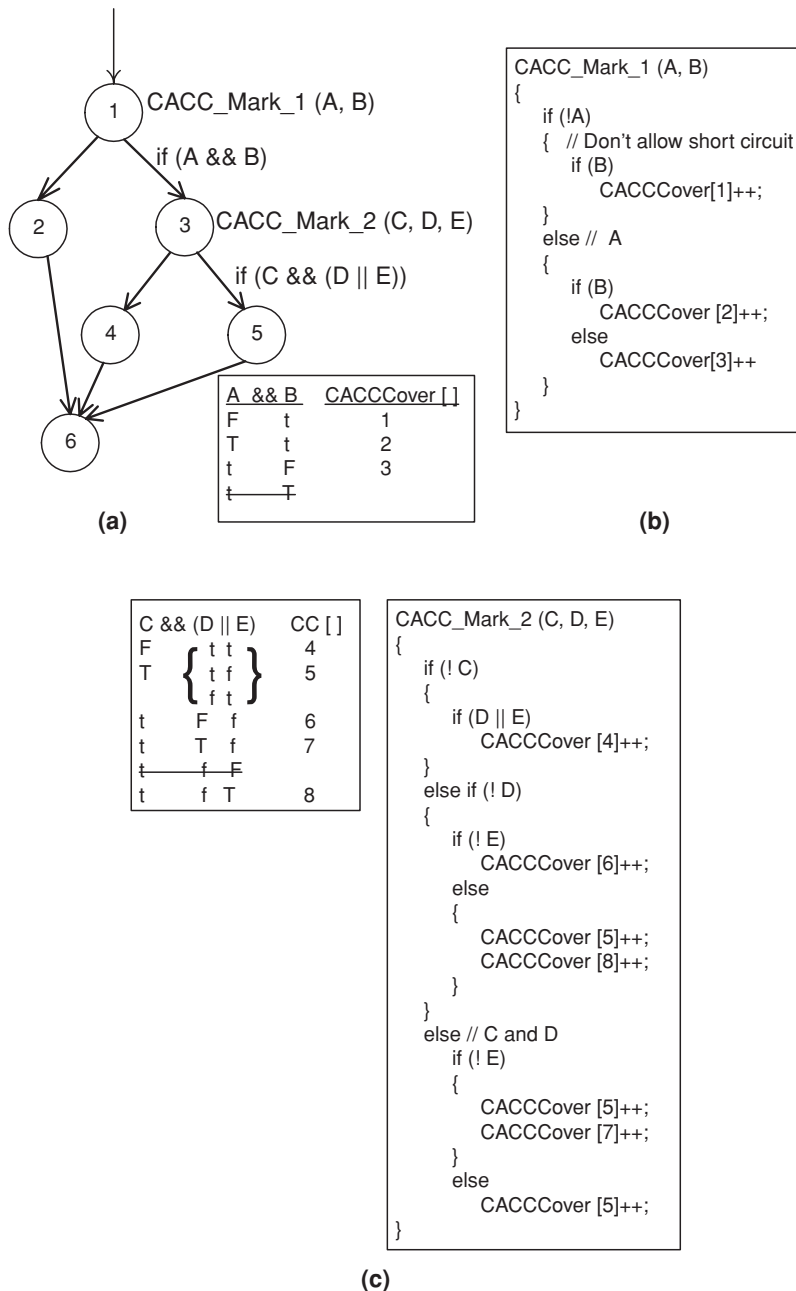 1
CACC_Mark_1 (A, B)
if (A && B)
2
3
CACC_Mark_2 (C, D, E)
if (C && (D || E))
4
5
6
A && B CACCCover [ ]
F t 1
T t 2
t F 3
t T
(a)
CACC_Mark_1 (A, B)
{
if (!A)
{ // Don't allow short circuit
if (B)
CACCCover[1]++;
}
else // A
{
if (B)
CACCCover [2]++;
else
CACCCover[3]++
}
}
(b)
C && (D || E) CC [ ]
F t t 4
T { t f } 5
f t
t F f 6
t T f 7
t f F
t f T 8
CACC_Mark_2 (C, D, E)
{
if (! C)
{
if (D || E)
CACCCover [4]++;
}
else if (! D)
{
if (! E)
CACCCover [6]++;
else
{
CACCCover [5]++;
CACCCover [8]++;
}
}
else // C and D
if (! E)
{
CACCCover [5]++;
CACCCover [7]++;
}
else
CACCCover [5]++;
}
(c)